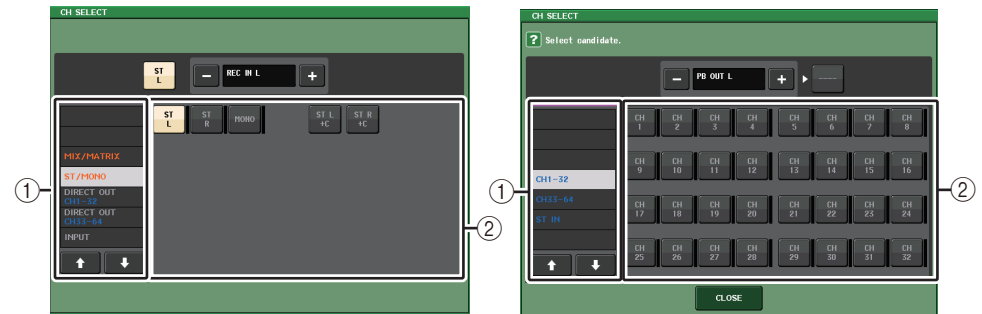 CH SELECT
ST L
− REC IN L +
ST L
ST R
MONO
ST L +C
ST R +C
MIX/MATRIX
ST/MONO
DIRECT OUT
CH1-32
DIRECT OUT
CH33-64
INPUT
1
2
CH SELECT
? Select candidate.
− PB OUT L + -----
CH1-32
CH33-64
ST IN
CH 1 CH 2 CH 3 CH 4 CH 5 CH 6 CH 7 CH 8
CH 9 CH 10 CH 11 CH 12 CH 13 CH 14 CH 15 CH 16
CH 17 CH 18 CH 19 CH 20 CH 21 CH 22 CH 23 CH 24
CH 25 CH 26 CH 27 CH 28 CH 29 CH 30 CH 31 CH 32
1
2
CLOSE